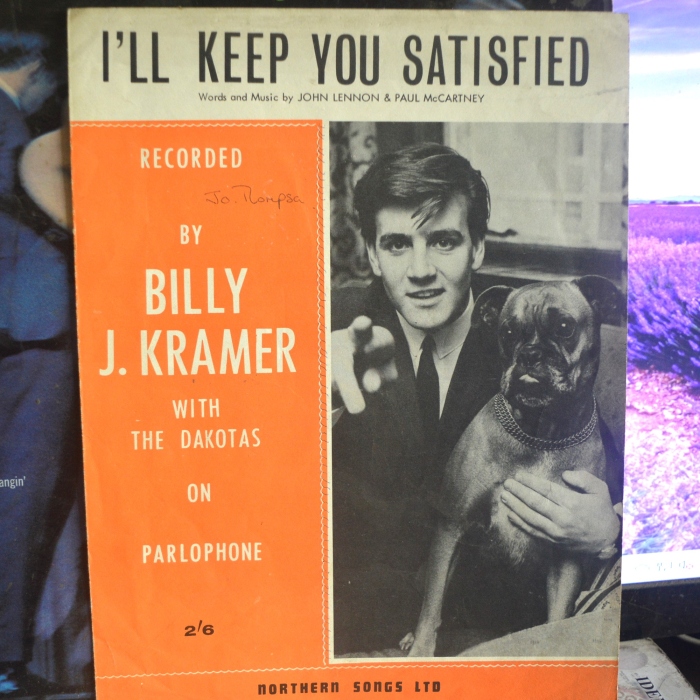 I'LL KEEP YOU SATISFIED
Words and Music by JOHN LENNON & PAUL McCARTNEY
RECORDED
BY
BILLY
J. KRAMER
WITH
THE DAKOTAS
ON
PARLOPHONE
2/6
NORTHERN SONGS LTD
angin'